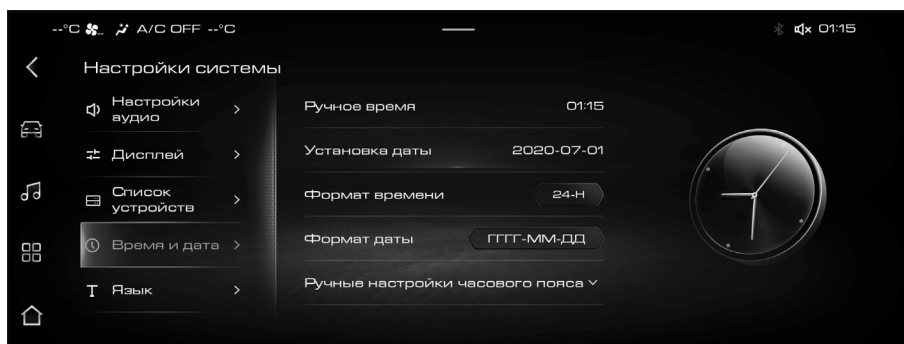 --°C A/C OFF --°C
01:15
Настройки системы
Настройки
аудио
Дисплей
Список
устройств
Время и дата
T Язык
Ручное время 01:15
Установка даты 2020-07-01
Формат времени 24-H
Формат даты ГГГГ-ММ-ДД
Ручные настройки часового пояса